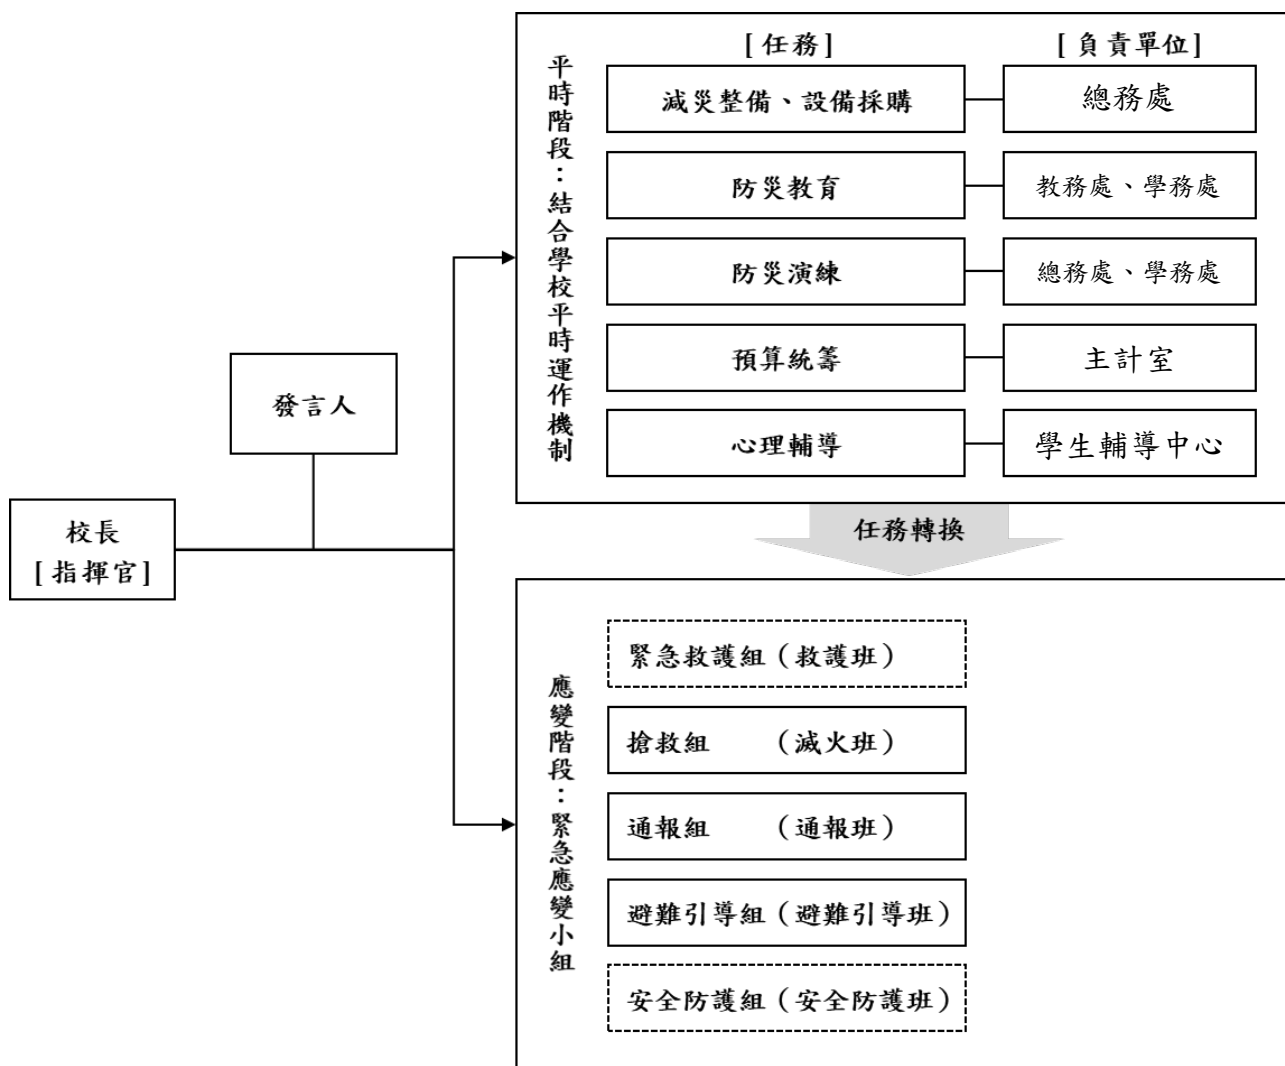 校長
[指揮官]
發言人
平時階段：結合學校平時運作機制
[任務]
[負責單位]
減災整備、設備採購
總務處
防災教育
教務處、學務處
防災演練
總務處、學務處
預算統籌
主計室
心理輔導
學生輔導中心
任務轉換
應變階段：緊急應變小組
緊急救護組（救護班）
搶救組　　（滅火班）
通報組　　（通報班）
避難引導組（避難引導班）
安全防護組（安全防護班）